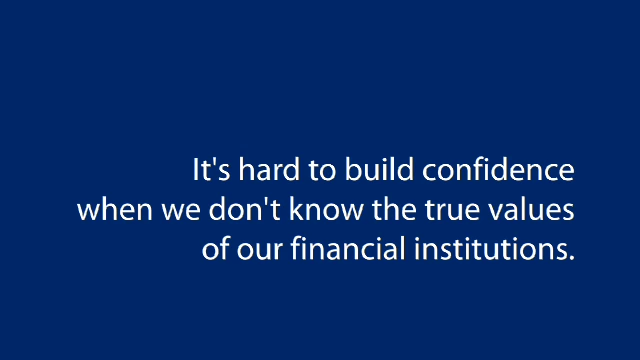 It's hard to build confidence
when we don't know the true values
of our financial institutions.